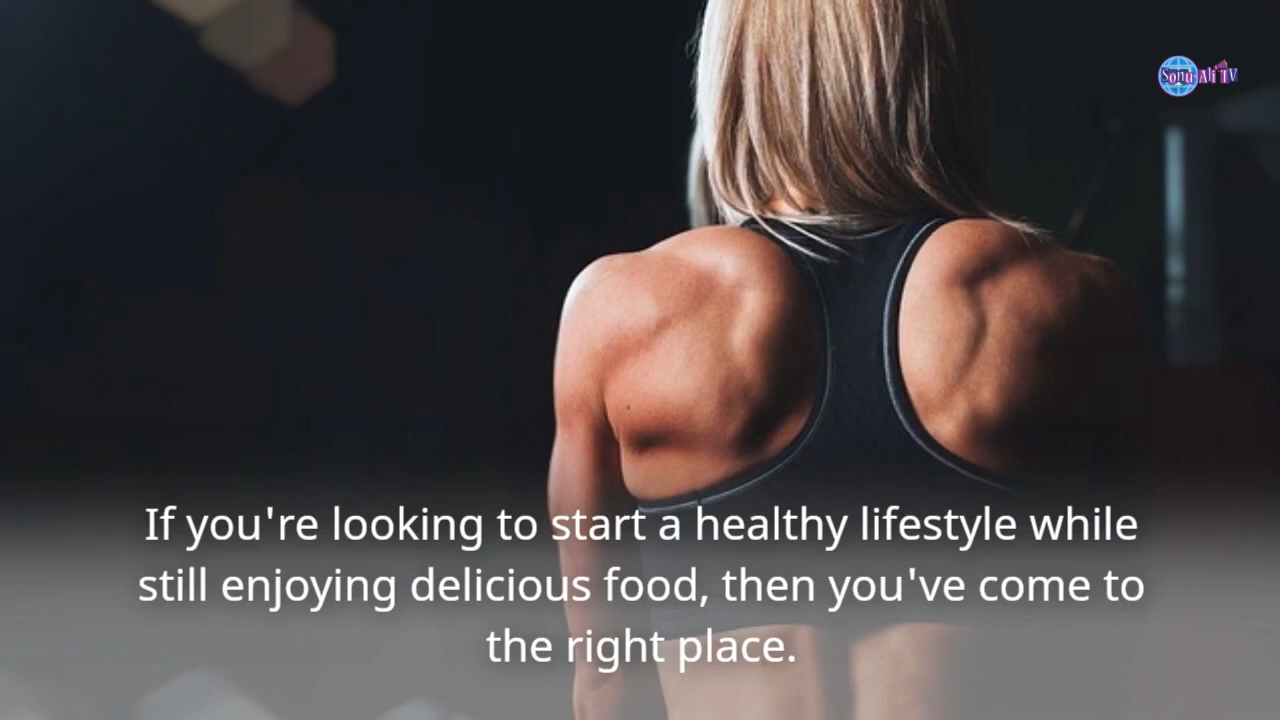 Sonu Ali TV
If you're looking to start a healthy lifestyle while
still enjoying delicious food, then you've come to
the right place.